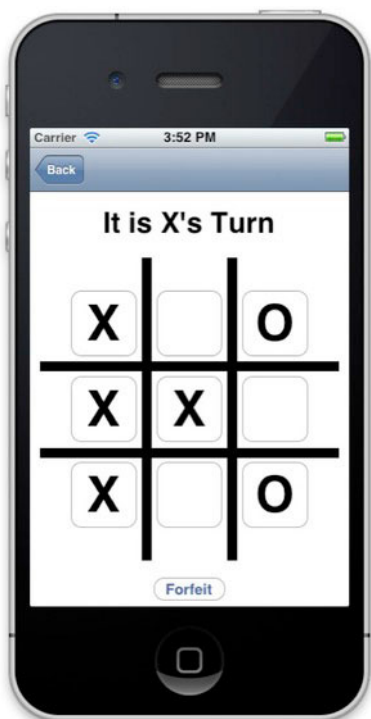 Carrier 3:52 PM
Back
It is X's Turn
X O
X X
X O
Forfeit